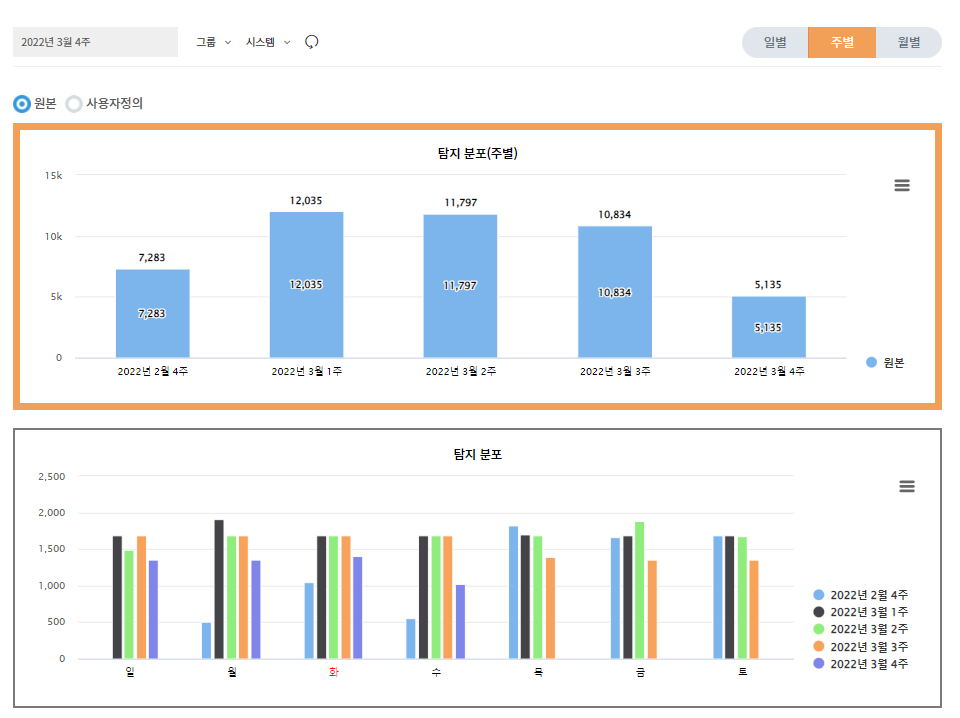 2022년 3월 4주 그룹 시스템 일별 주별 월별
원본 사용자정의
탐지 분포(주별)
15k
10k
5k
0
7,283 12,035 11,797 10,834 5,135
7,283 12,035 11,797 10,834 5,135
2022년 2월 4주 2022년 3월 1주 2022년 3월 2주 2022년 3월 3주 2022년 3월 4주
원본
탐지 분포
2,500
2,000
1,500
1,000
500
0
일 월 화 수 목 금 토
2022년 2월 4주
2022년 3월 1주
2022년 3월 2주
2022년 3월 3주
2022년 3월 4주